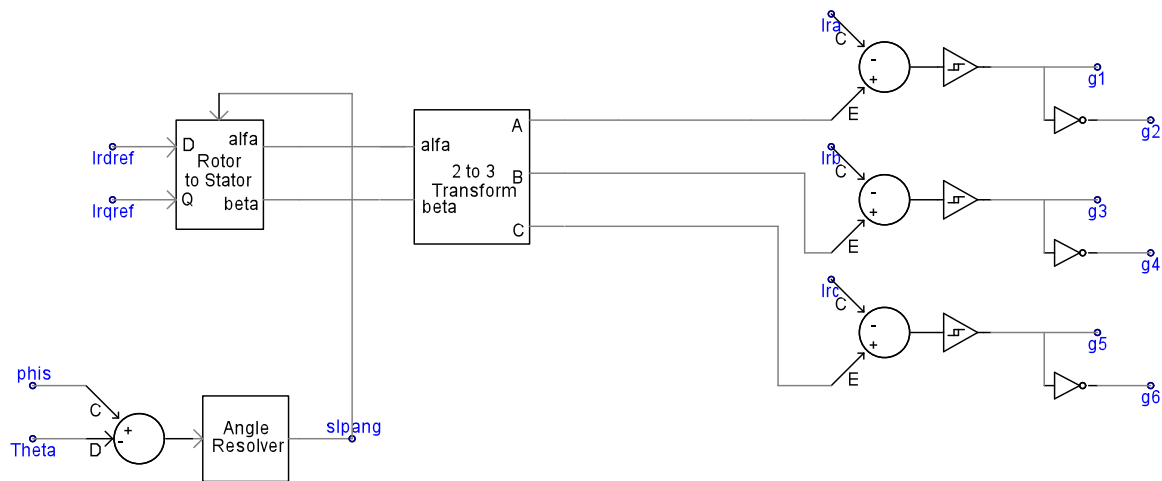 Ira
C
-
+
E
g1
g2
A
D
Rotor
to Stator
Q
alfa
beta
Irdref
Irqref
alfa
2 to 3
Transform
beta
B
C
Irb
C
-
+
E
g3
g4
Irc
C
-
+
E
g5
g6
phis
C
+
-
D
Theta
Angle
Resolver
slpang